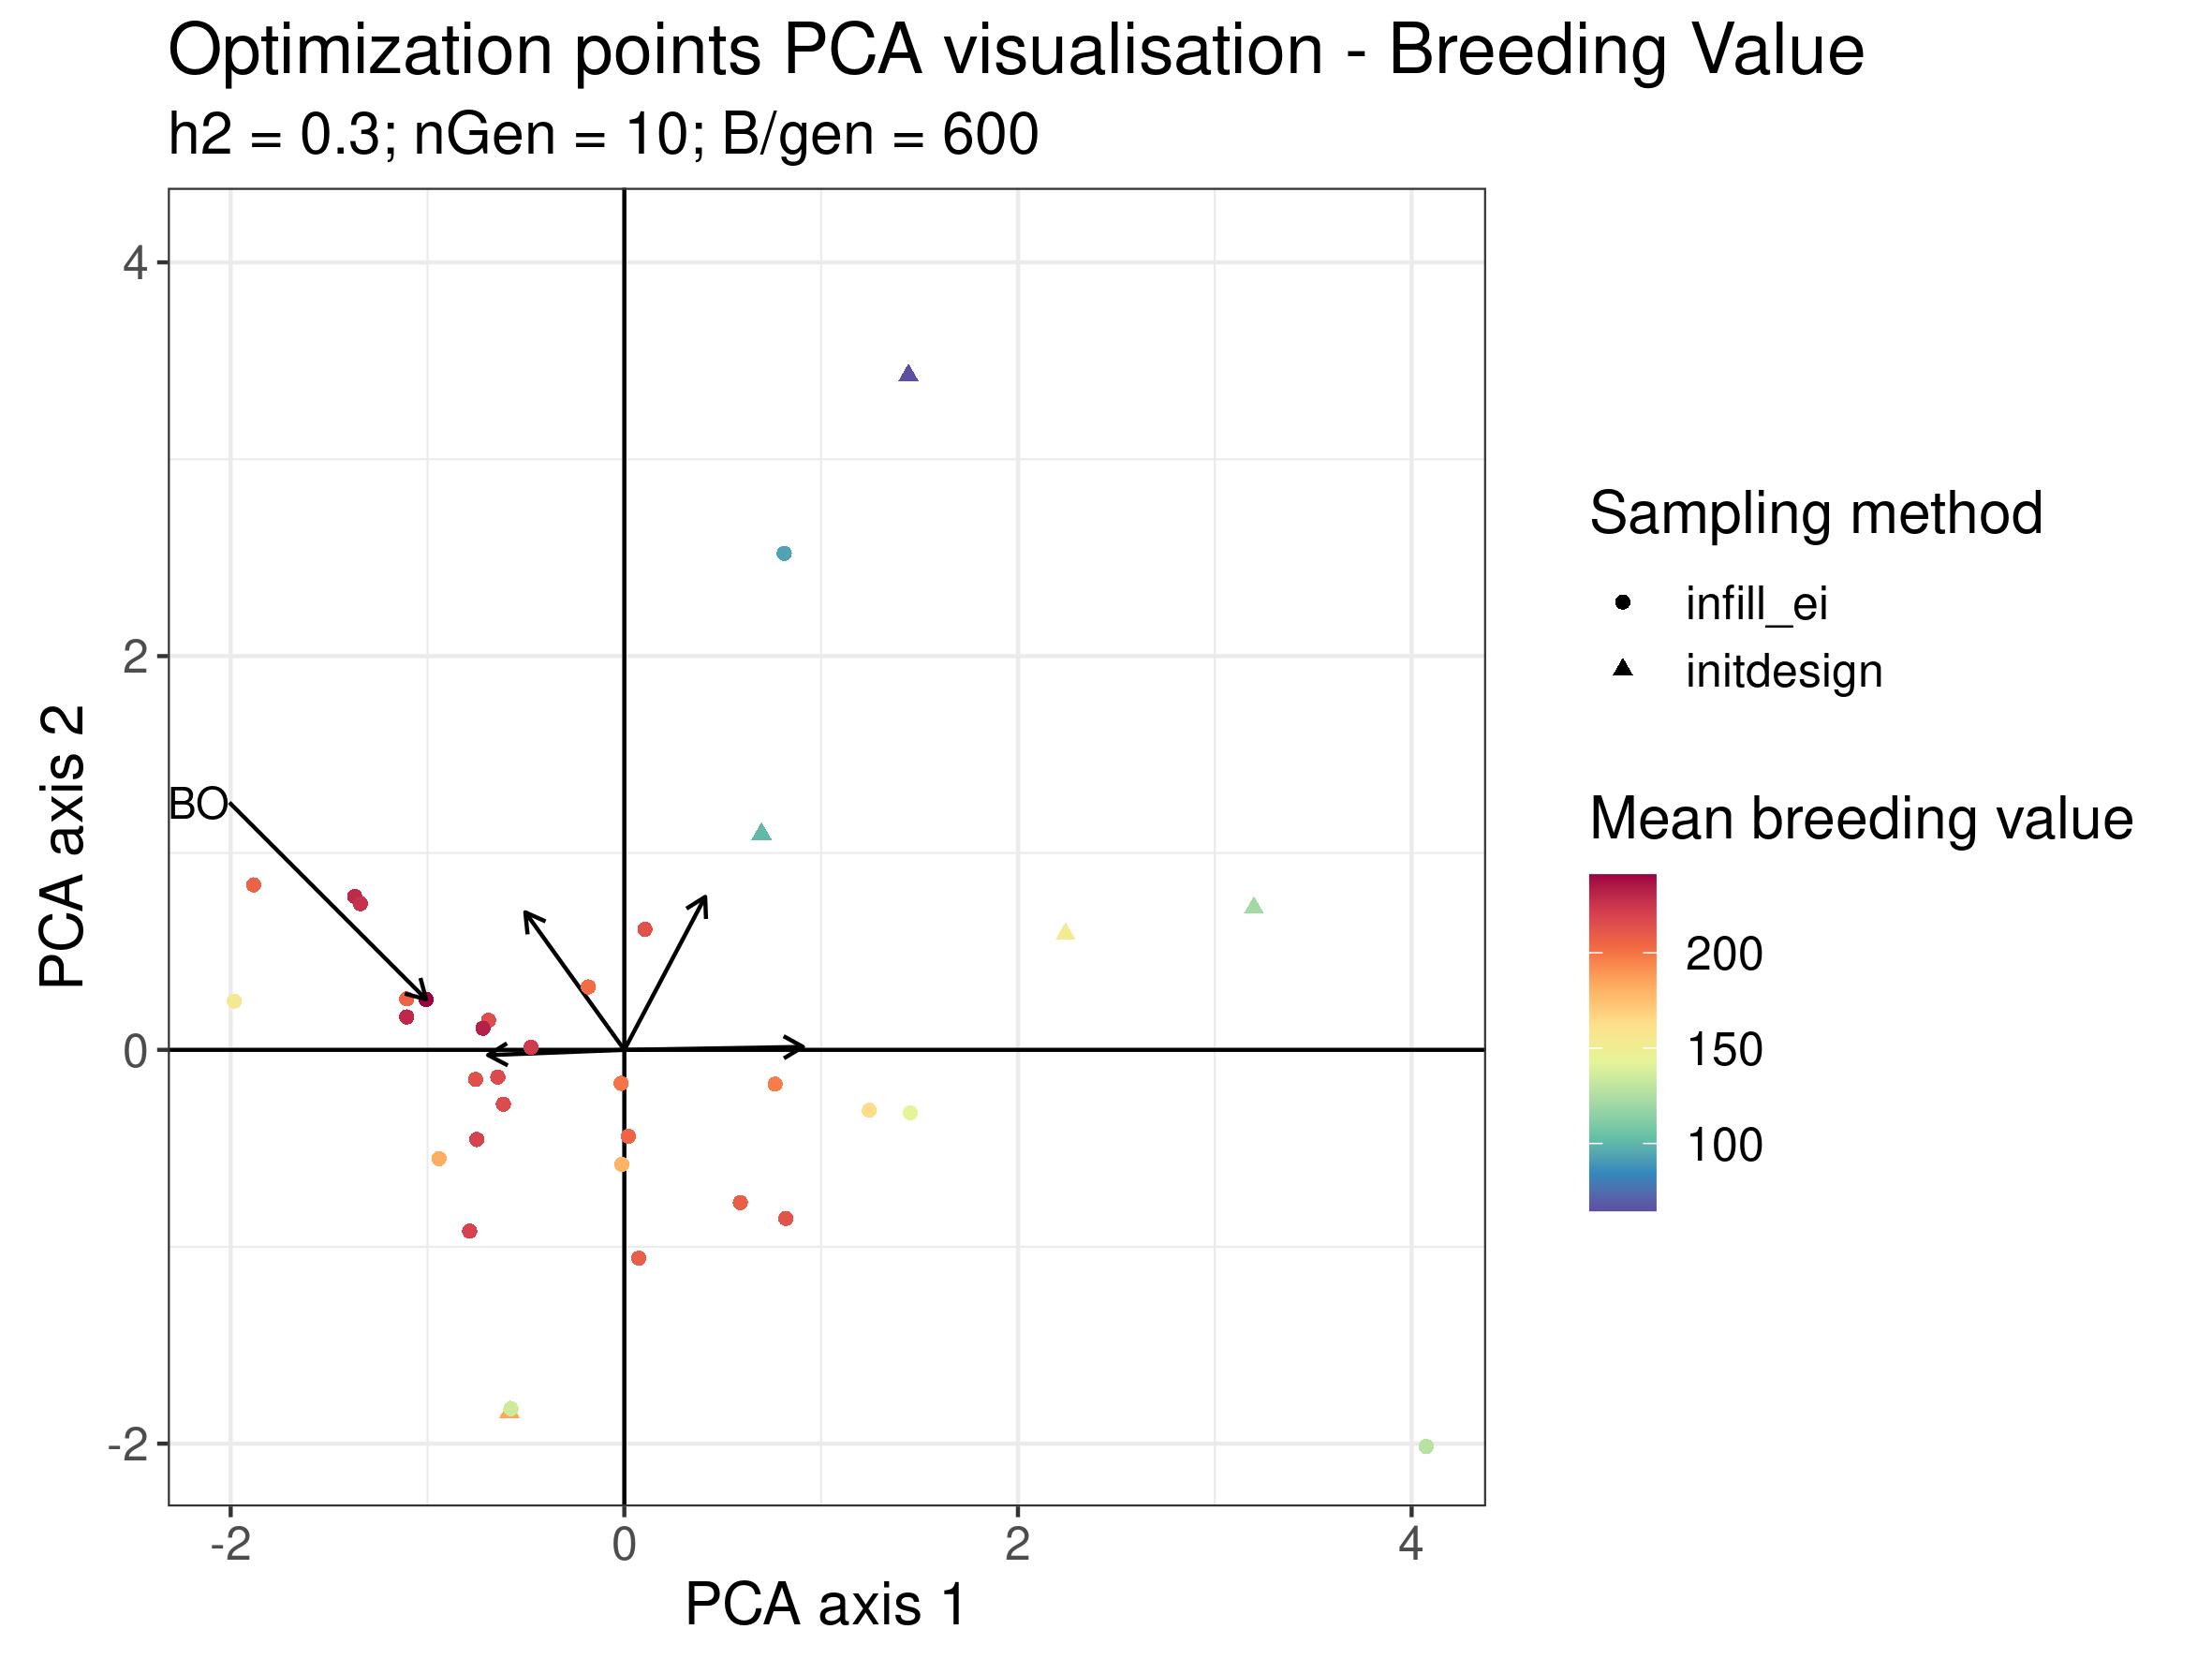 Optimization points PCA visualisation - Breeding Value
h2 = 0.3; nGen = 10; B/gen = 600
PCA axis 2
4
2
0
-2
BO
-2
0
2
4
PCA axis 1
Sampling method
infill_ei
initdesign
Mean breeding value
200
150
100